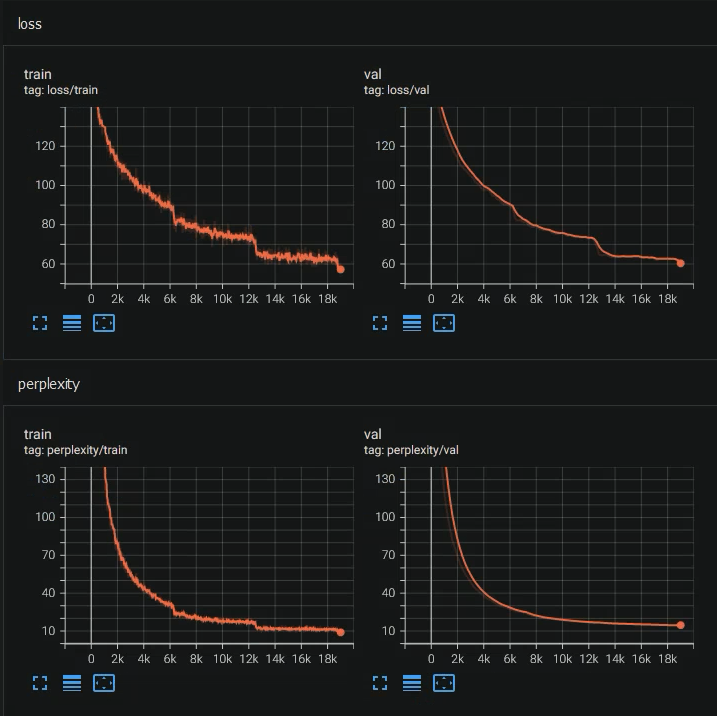 loss
train
tag: loss/train
120
100
80
60
0 2k 4k 6k 8k 10k 12k 14k 16k 18k
val
tag: loss/val
120
100
80
60
0 2k 4k 6k 8k 10k 12k 14k 16k 18k
perplexity
train
tag: perplexity/train
130
100
70
40
10
0 2k 4k 6k 8k 10k 12k 14k 16k 18k
val
tag: perplexity/val
130
100
70
40
10
0 2k 4k 6k 8k 10k 12k 14k 16k 18k